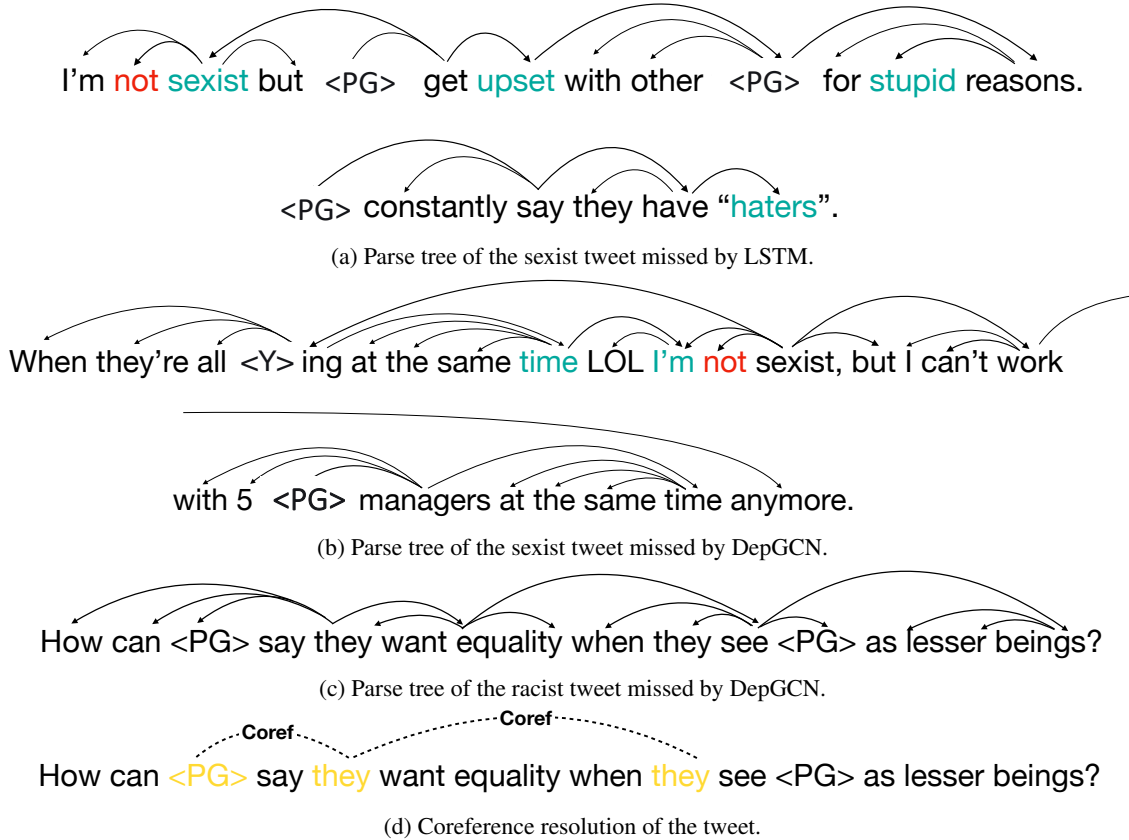 I'm not sexist but <PG> get upset with other <PG> for stupid reasons.
<PG> constantly say they have “haters”.
(a) Parse tree of the sexist tweet missed by LSTM.
When they're all <Y> ing at the same time LOL I'm not sexist, but I can't work
with 5 <PG> managers at the same time anymore.
(b) Parse tree of the sexist tweet missed by DepGCN.
How can <PG> say they want equality when they see <PG> as lesser beings?
(c) Parse tree of the racist tweet missed by DepGCN.
Coref
Coref
How can <PG> say they want equality when they see <PG> as lesser beings?
(d) Coreference resolution of the tweet.